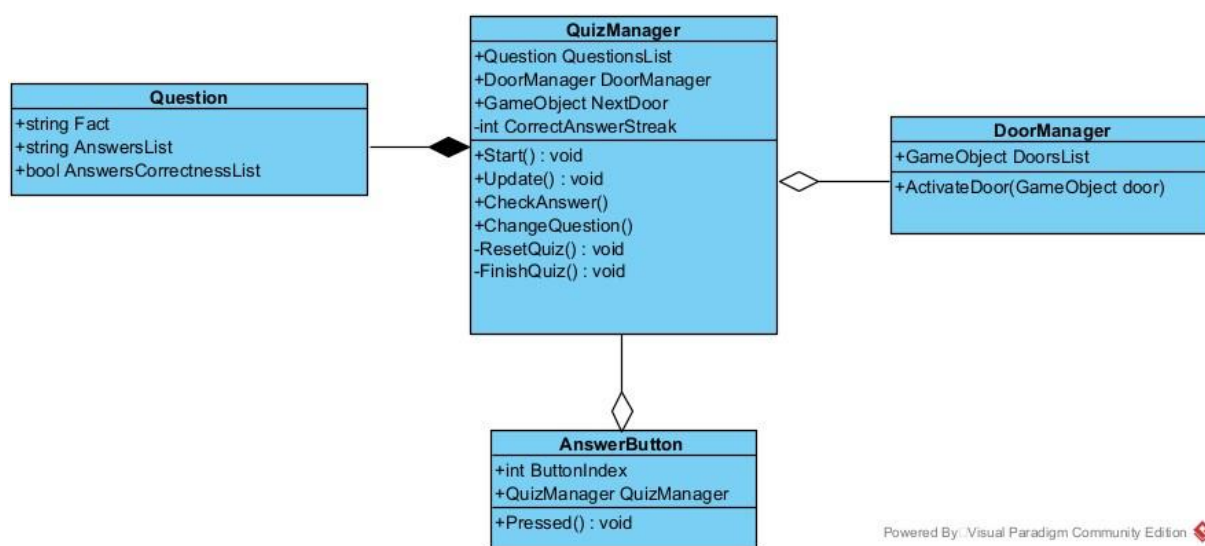 QuizManager
+Question QuestionsList
+DoorManager DoorManager
+GameObject NextDoor
-int CorrectAnswerStreak
+Start() : void
+Update() : void
+CheckAnswer()
+ChangeQuestion()
-ResetQuiz() : void
-FinishQuiz() : void
Question
+string Fact
+string AnswersList
+bool AnswersCorrectnessList
DoorManager
+GameObject DoorsList
+ActivateDoor(GameObject door)
AnswerButton
+int ButtonIndex
+QuizManager QuizManager
+Pressed() : void
Powered By Visual Paradigm Community Edition